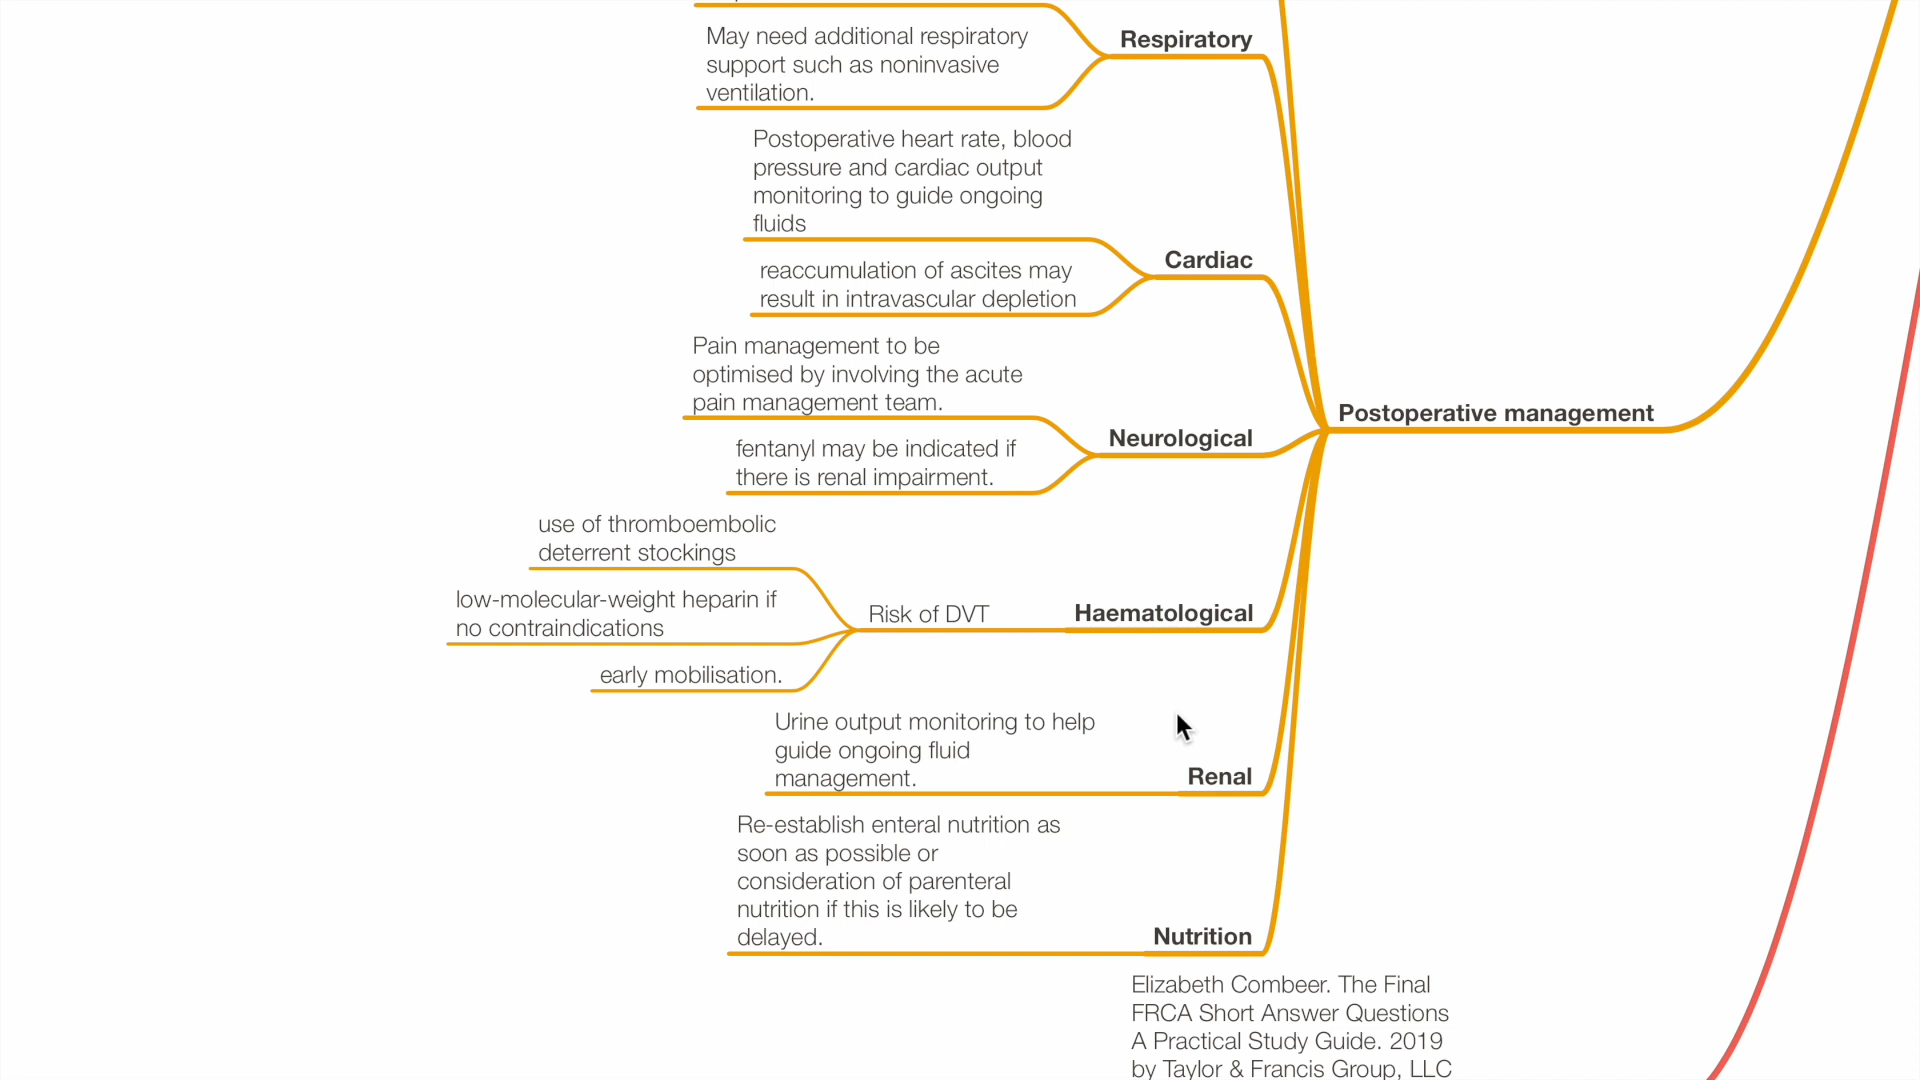 May need additional respiratory
support such as noninvasive
ventilation.
Respiratory
Postoperative heart rate, blood
pressure and cardiac output
monitoring to guide ongoing
fluids
reaccumulation of ascites may
result in intravascular depletion
Cardiac
Pain management to be
optimised by involving the acute
pain management team.
fentanyl may be indicated if
there is renal impairment.
Neurological
Postoperative management
use of thromboembolic
deterrent stockings
low-molecular-weight heparin if
no contraindications
early mobilisation.
Risk of DVT
Haematological
Urine output monitoring to help
guide ongoing fluid
management.
Renal
Re-establish enteral nutrition as
soon as possible or
consideration of parenteral
nutrition if this is likely to be
delayed.
Nutrition
Elizabeth Combeer. The Final
FRCA Short Answer Questions
A Practical Study Guide. 2019
by Taylor & Francis Group, LLC